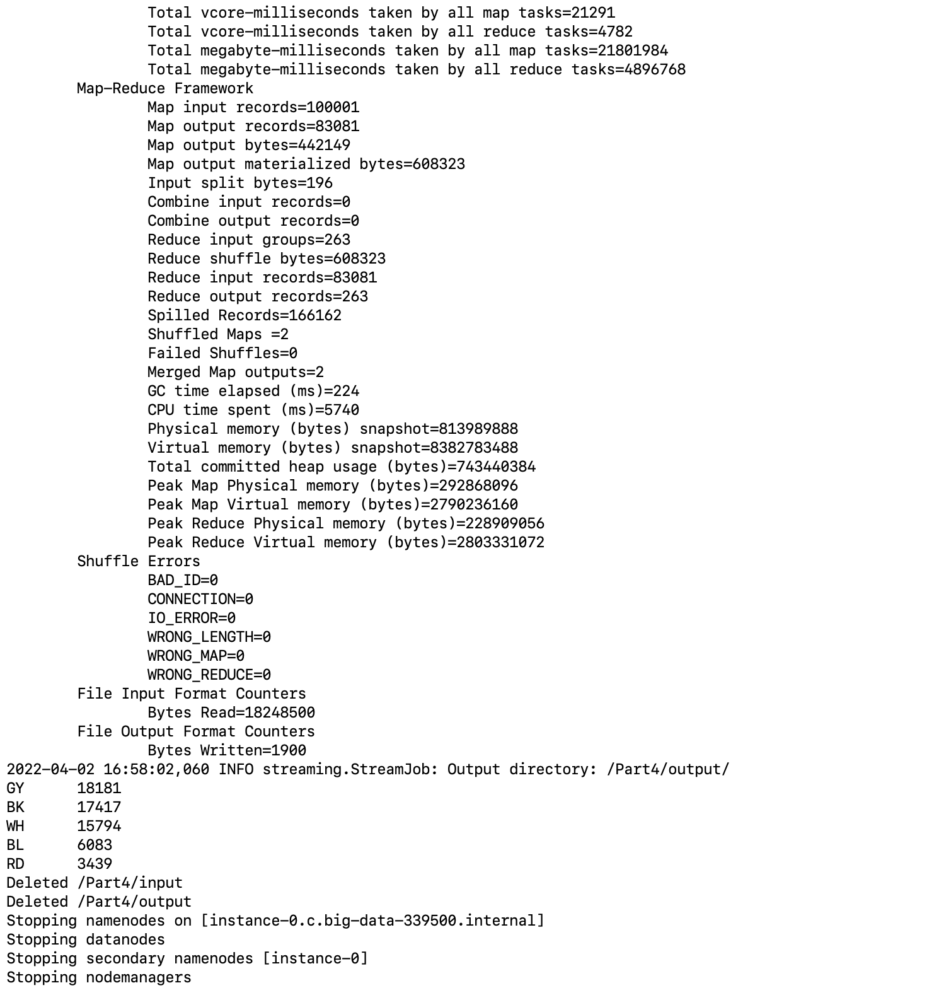 Total vcore-milliseconds taken by all map tasks=21291
Total vcore-milliseconds taken by all reduce tasks=4782
Total megabyte-milliseconds taken by all map tasks=21801984
Total megabyte-milliseconds taken by all reduce tasks=4896768
Map-Reduce Framework
Map input records=100001
Map output records=83081
Map output bytes=442149
Map output materialized bytes=608323
Input split bytes=196
Combine input records=0
Combine output records=0
Reduce input groups=263
Reduce shuffle bytes=608323
Reduce input records=83081
Reduce output records=263
Spilled Records=166162
Shuffled Maps =2
Failed Shuffles=0
Merged Map outputs=2
GC time elapsed (ms)=224
CPU time spent (ms)=5740
Physical memory (bytes) snapshot=813989888
Virtual memory (bytes) snapshot=8382783488
Total committed heap usage (bytes)=743440384
Peak Map Physical memory (bytes)=292868096
Peak Map Virtual memory (bytes)=2790236160
Peak Reduce Physical memory (bytes)=228909056
Peak Reduce Virtual memory (bytes)=2803331072
Shuffle Errors
BAD_ID=0
CONNECTION=0
IO_ERROR=0
WRONG_LENGTH=0
WRONG_MAP=0
WRONG_REDUCE=0
File Input Format Counters
Bytes Read=18248500
File Output Format Counters
Bytes Written=1900
2022-04-02 16:58:02,060 INFO streaming.StreamJob: Output directory: /Part4/output/
GY 18181
BK 17417
WH 15794
BL 6083
RD 3439
Deleted /Part4/input
Deleted /Part4/output
Stopping namenodes on [instance-0.c.big-data-339500.internal]
Stopping datanodes
Stopping secondary namenodes [instance-0]
Stopping nodemanagers